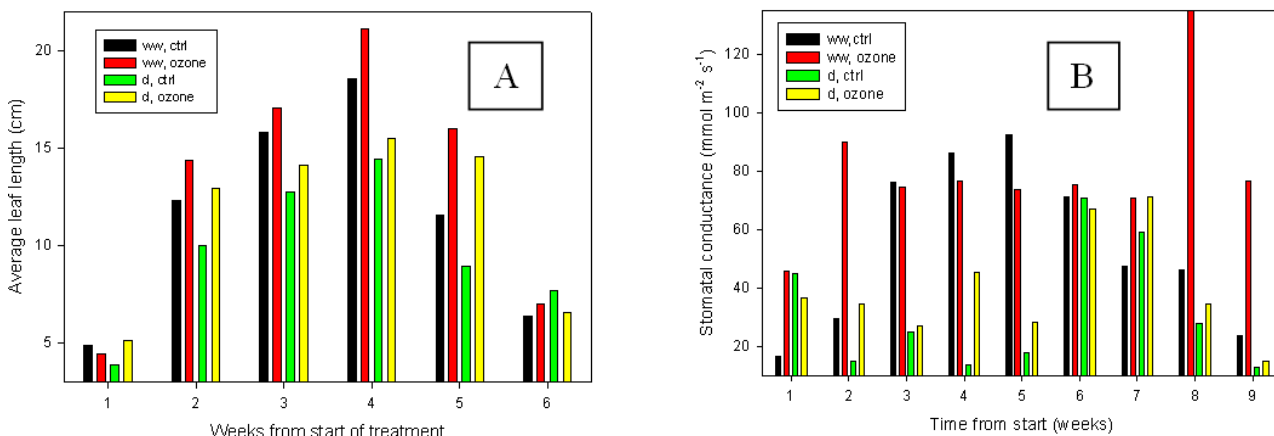 ww, ctrl
ww, ozone
d, ctrl
d, ozone
A
Average leaf length (cm)
20
15
10
5
1 2 3 4 5 6
Weeks from start of treatment
ww,ctrl
ww, ozone
d, ctrl
d, ozone
B
Stomatal conductance (mmol m⁻² s⁻¹)
120
100
80
60
40
20
1 2 3 4 5 6 7 8 9
Time from start (weeks)